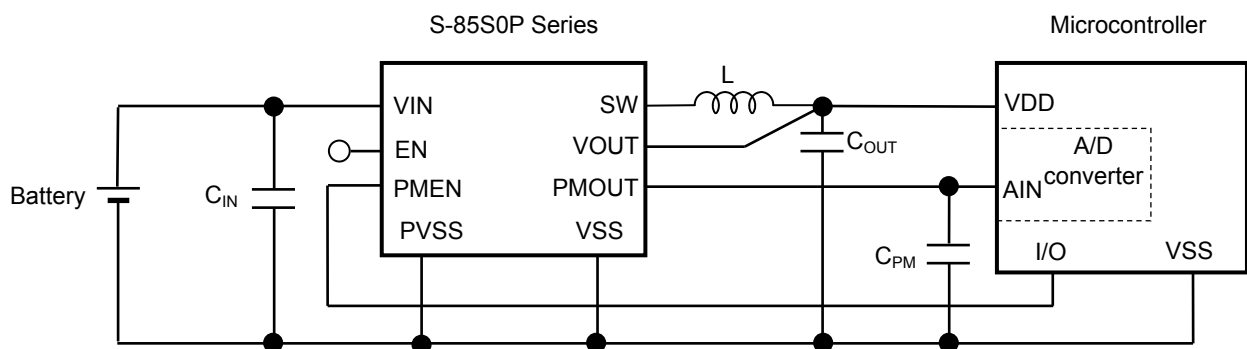 S-85S0P Series
Microcontroller
VIN
SW
L
VDD
EN
VOUT
COUT
A/D
converter
Battery
CIN
PMEN
PMOUT
AIN
PVSS
VSS
CPM
I/O
VSS